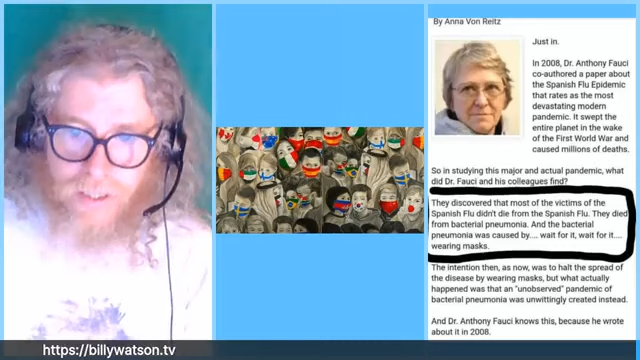 By Anna Von Reitz
Just in.
In 2008, Dr. Anthony Fauci
co-authored a paper about
the Spanish Flu Epidemic
that rates as the most
devastating modern
pandemic. It swept the
entire planet in the wake
of the First World War and
caused millions of deaths.
So in studying this major and actual pandemic, what
did Dr. Fauci and his colleagues find?
They discovered that most of the victims of the
Spanish Flu didn't die from the Spanish Flu. They died
from bacterial pneumonia. And the bacterial
pneumonia was caused by.... wait for it, wait for it....
wearing masks.
The intention then, as now, was to halt the spread of
the disease by wearing masks, but what actually
happened was that an "unobserved" pandemic of
bacterial pneumonia was unwittingly created instead.
And Dr. Anthony Fauci knows this, because he wrote
about it in 2008.
https://billywatson.tv